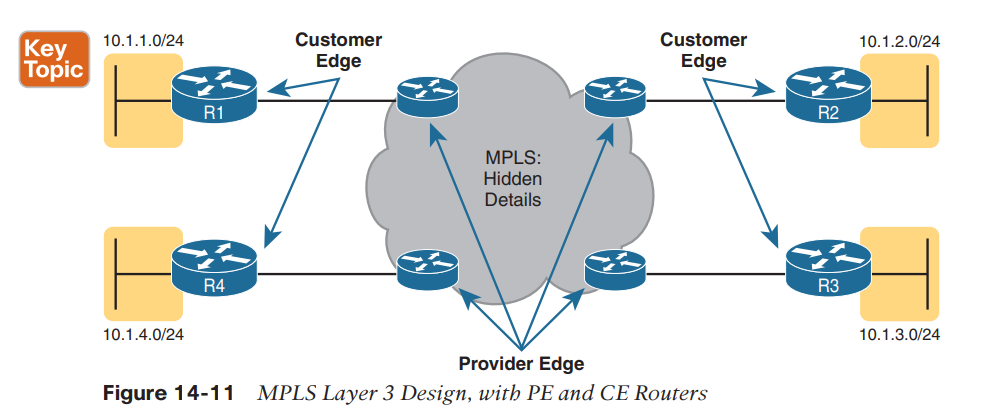 Key
Topic
10.1.1.0/24
Customer
Edge
Customer
Edge
10.1.2.0/24
R1
R2
MPLS:
Hidden
Details
R4
R3
10.1.4.0/24
10.1.3.0/24
Provider Edge
Figure 14-11 MPLS Layer 3 Design, with PE and CE Routers